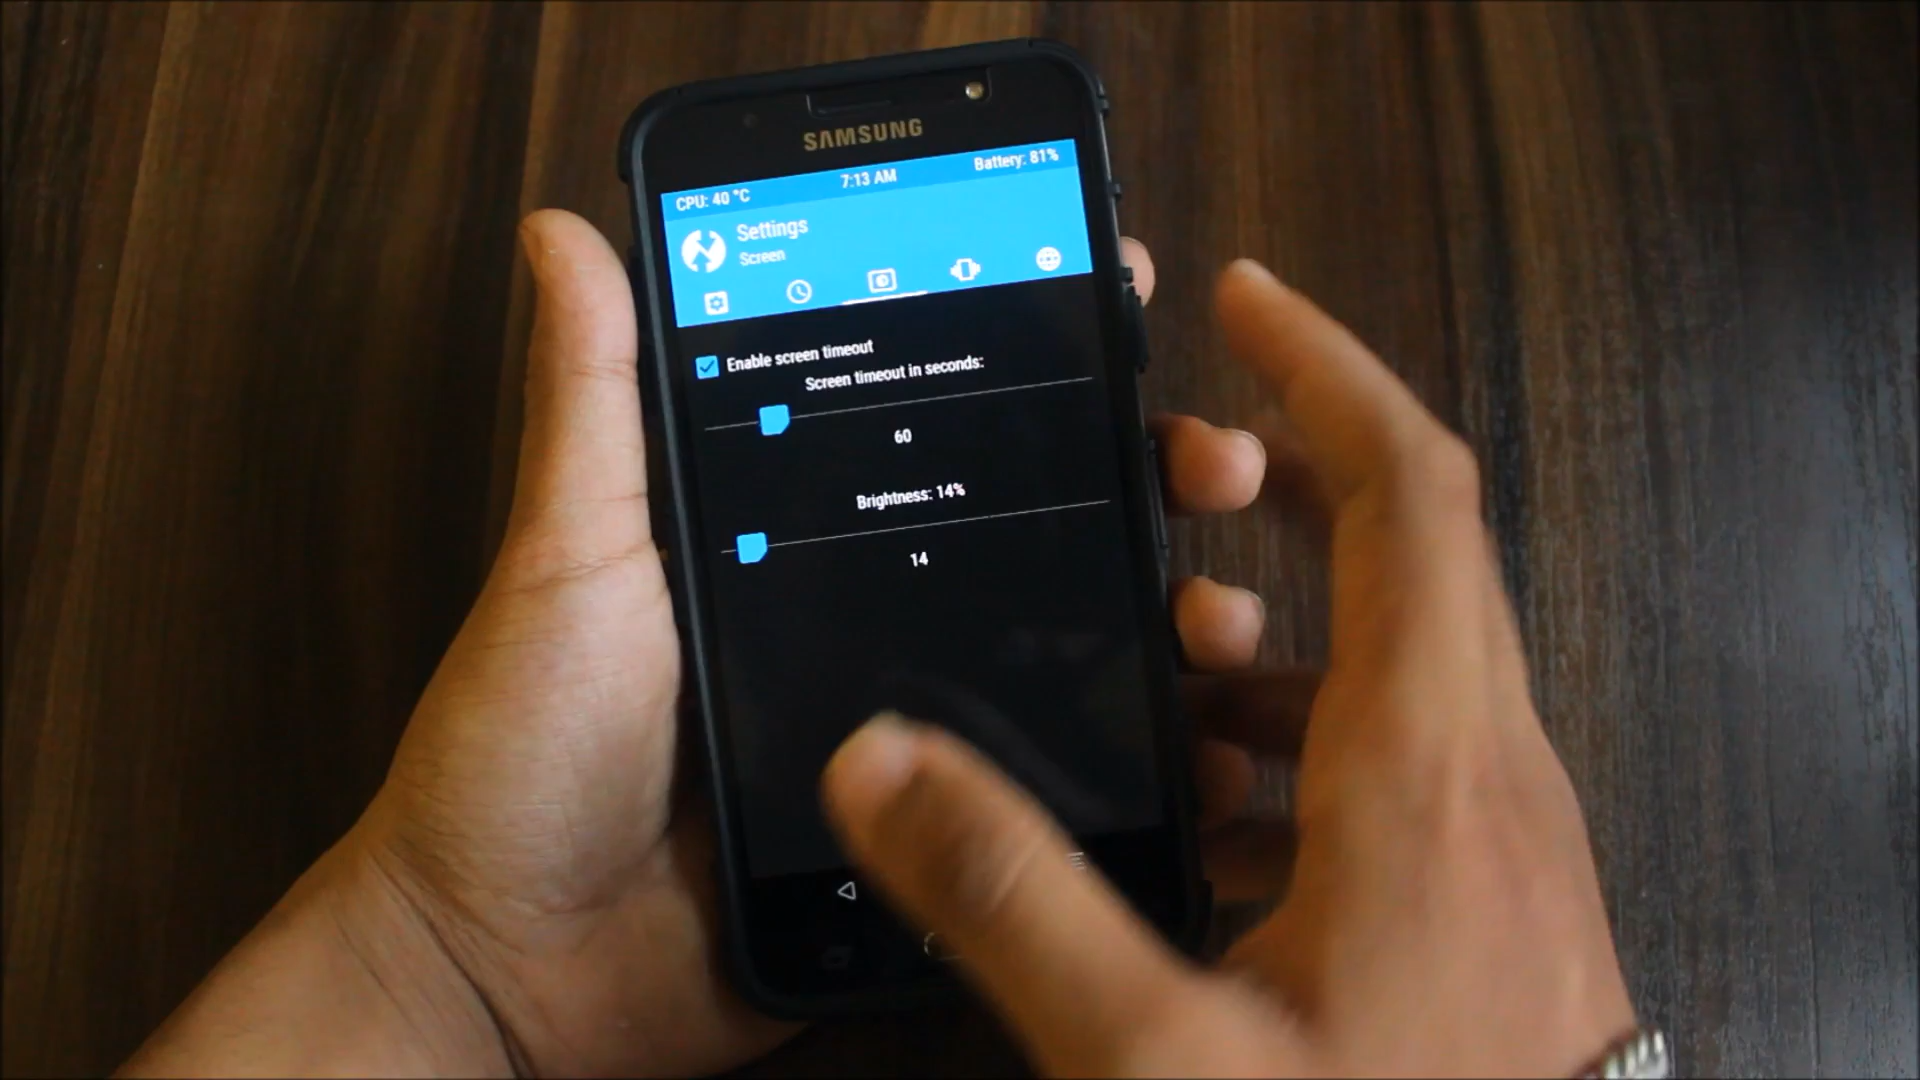 SAMSUNG
CPU: 40 °C
7:13 AM
Battery: 81%
Settings
Screen
Enable screen timeout
Screen timeout in seconds:
60
Brightness: 14%
14